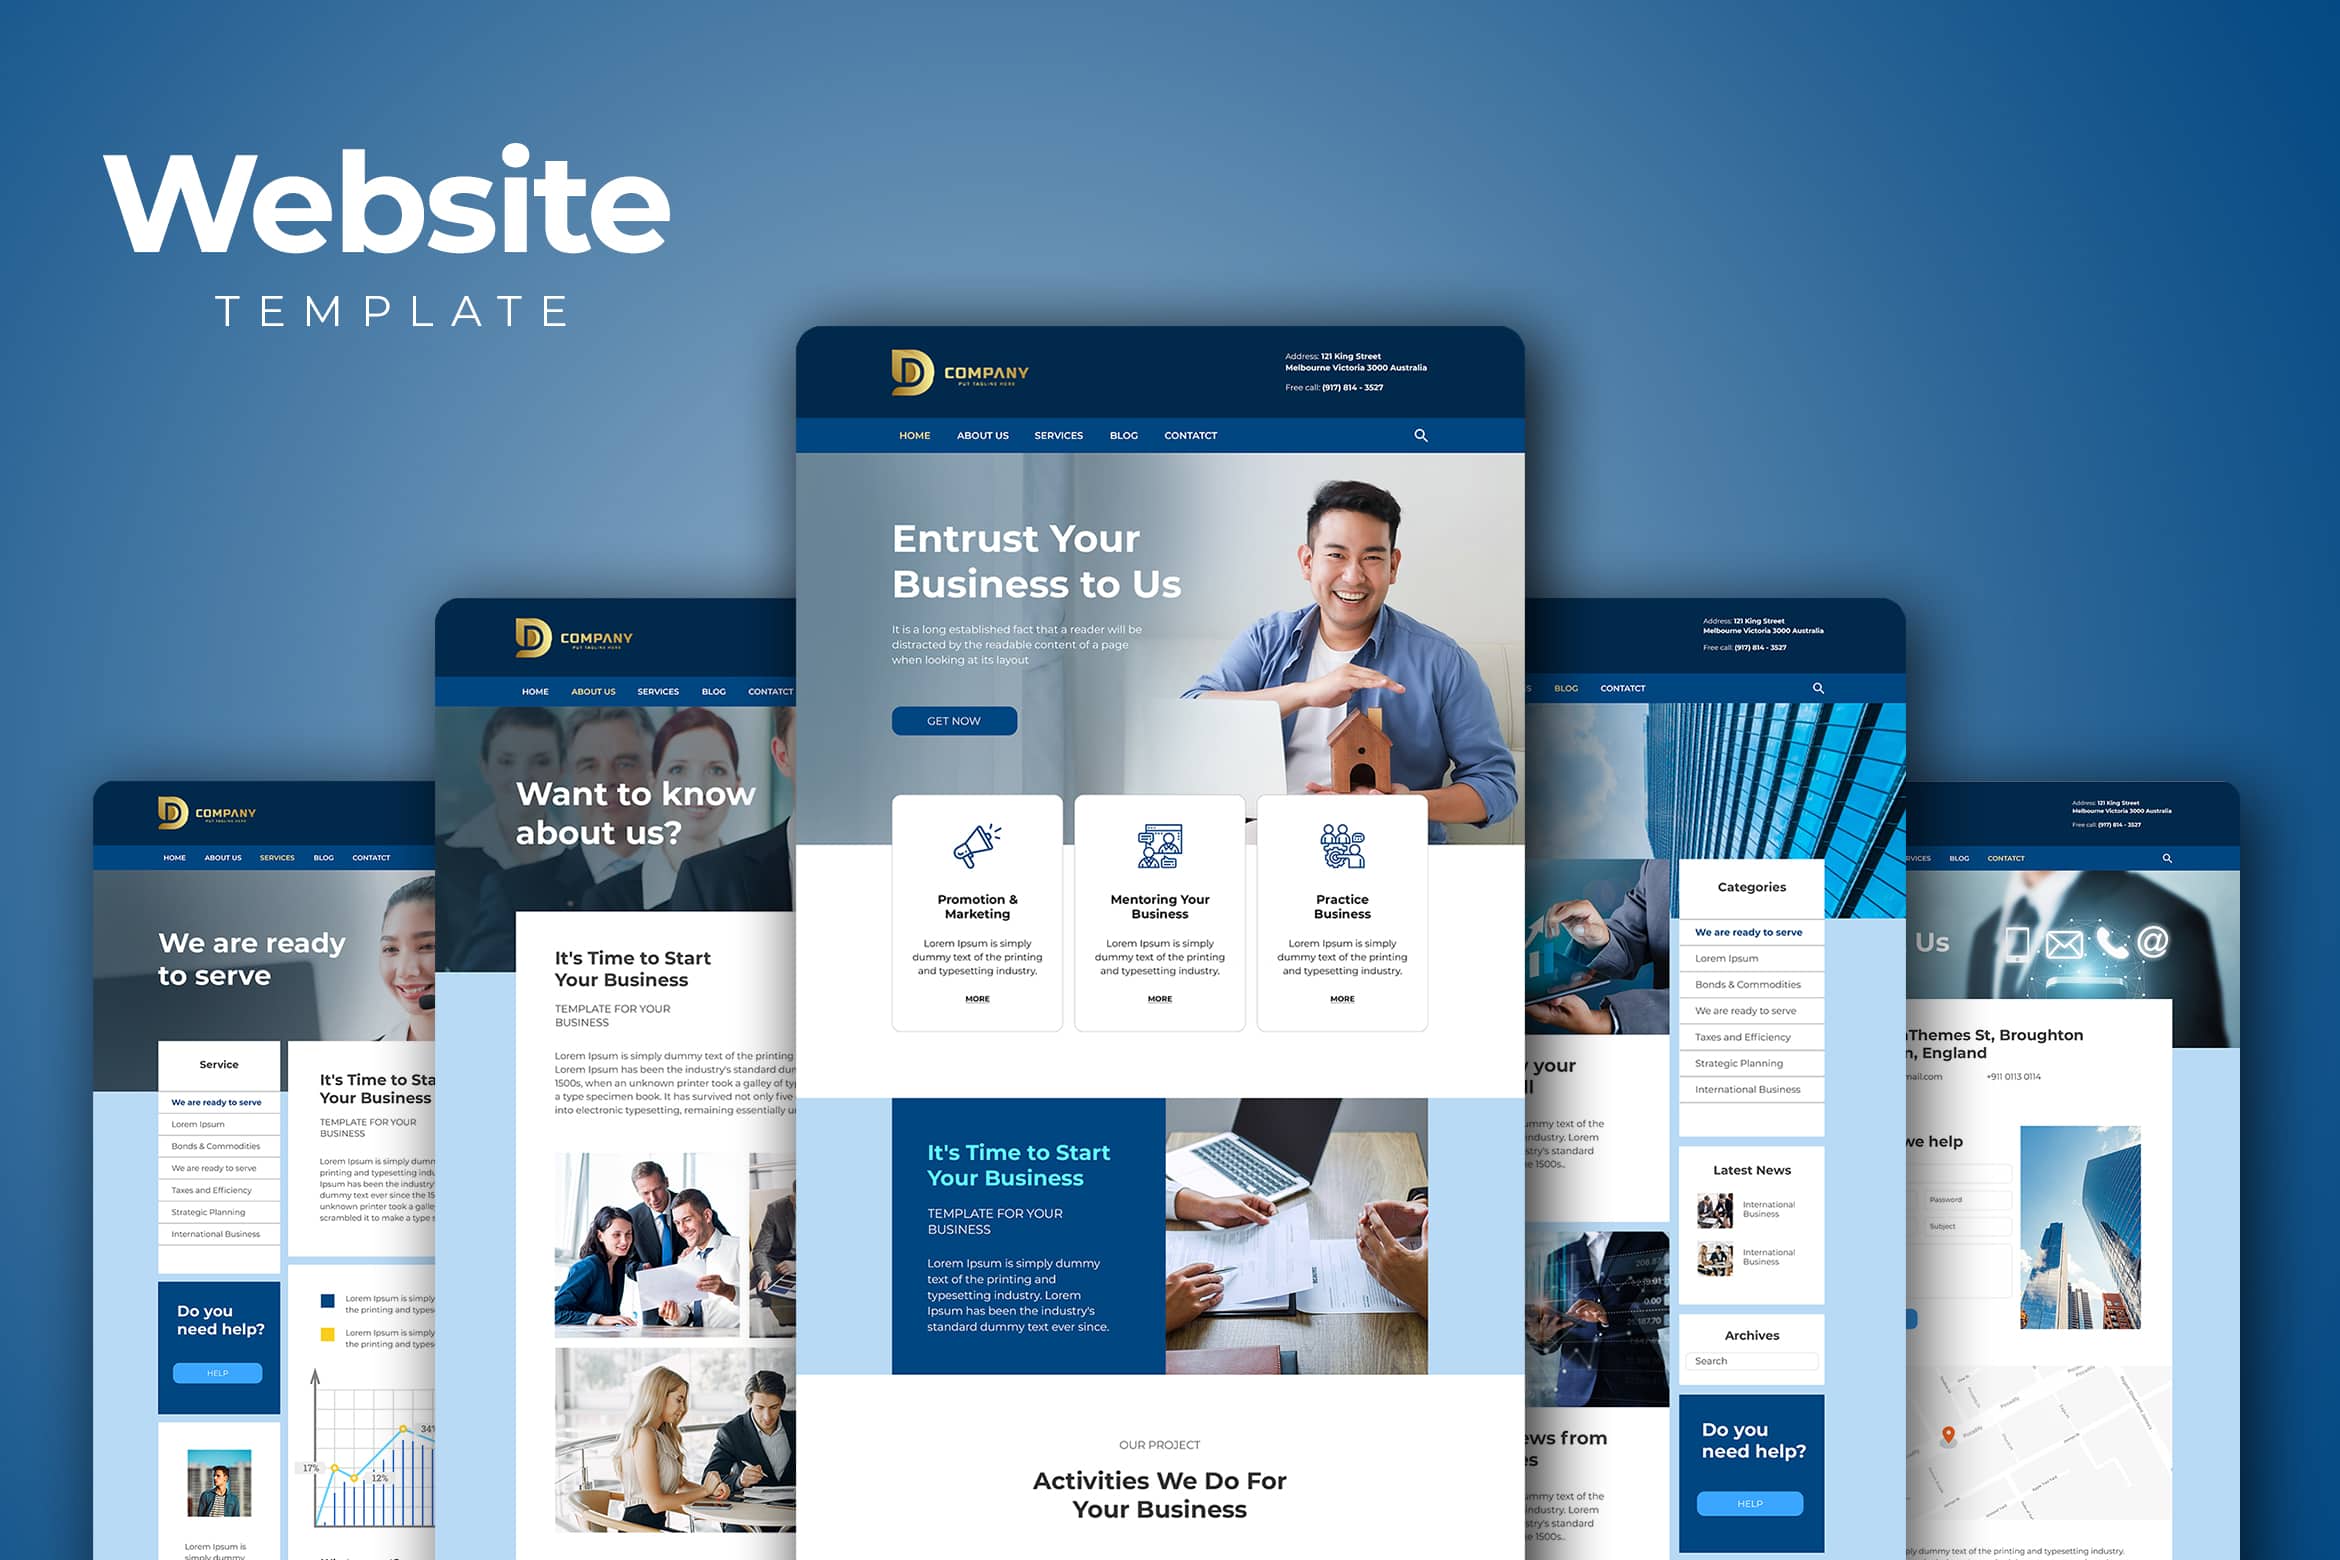 Website
TEMPLATE
COMPANY
PUT TAGLINE HERE
Address: 121 King Street
Melbourne Victoria 3000 Australia
Free call: (917) 814 - 3527
HOME ABOUT US SERVICES BLOG CONTATCT
Entrust Your
Business to Us
It is a long established fact that a reader will be
distracted by the readable content of a page
when looking at its layout
GET NOW
Promotion &
Marketing
Lorem Ipsum is simply
dummy text of the printing
and typesetting industry.
MORE
Mentoring Your
Business
Lorem Ipsum is simply
dummy text of the printing
and typesetting industry.
MORE
Practice
Business
Lorem Ipsum is simply
dummy text of the printing
and typesetting industry.
MORE
It's Time to Start
Your Business
TEMPLATE FOR YOUR
BUSINESS
Lorem Ipsum is simply dummy
text of the printing and
typesetting industry. Lorem
Ipsum has been the industry's
standard dummy text ever since.
OUR PROJECT
Activities We Do For
Your Business
COMPANY
PUT TAGLINE HERE
HOME ABOUT US SERVICES BLOG CONTATCT
Want to know
about us?
It's Time to Start
Your Business
TEMPLATE FOR YOUR
BUSINESS
Lorem Ipsum is simply dummy text of the printing
Lorem Ipsum has been the industry's standard dum
1500s, when an unknown printer took a galley of ty
a type specimen book. It has survived not only five
into electronic typesetting, remaining essentially u
COMPANY
PUT TAGLINE HERE
HOME ABOUT US SERVICES BLOG CONTATCT
We are ready
to serve
Service
We are ready to serve
Lorem Ipsum
Bonds & Commodities
We are ready to serve
Taxes and Efficiency
Strategic Planning
International Business
Do you
need help?
HELP
Lorem Ipsum is
simply dummy
It's Time to Sta
Your Business
TEMPLATE FOR YOUR
BUSINESS
Lorem Ipsum is simply dumm
printing and typesetting indu
Ipsum has been the industry'
dummy text ever since the 15
unknown printer took a galle
scrambled it to make a type s
Lorem Ipsum is simply
the printing and types
Lorem Ipsum is simply
the printing and types
34%
17%
12%
Address: 121 King Street
Melbourne Victoria 3000 Australia
Free call: (917) 814 - 3527
S BLOG CONTATCT
Categories
We are ready to serve
Lorem Ipsum
Bonds & Commodities
We are ready to serve
Taxes and Efficiency
Strategic Planning
International Business
Latest News
International
Business
International
Business
Archives
Search
Do you
need help?
HELP
your
ll
mmy text of the
ndustry. Lorem
stry's standard
e 1500s..
ews from
es
mmy text of the
ndustry. Lorem
stry's standard
e 1500s..
Address: 121 King Street
Melbourne Victoria 3000 Australia
Free call: (917) 814 - 3527
RVICES BLOG CONTATCT
Us
Themes St, Broughton
n, England
mail.com +911 0113 0114
we help
Password
Subject
Piccadilly
ply dummy text of the printing and typesetting industry.